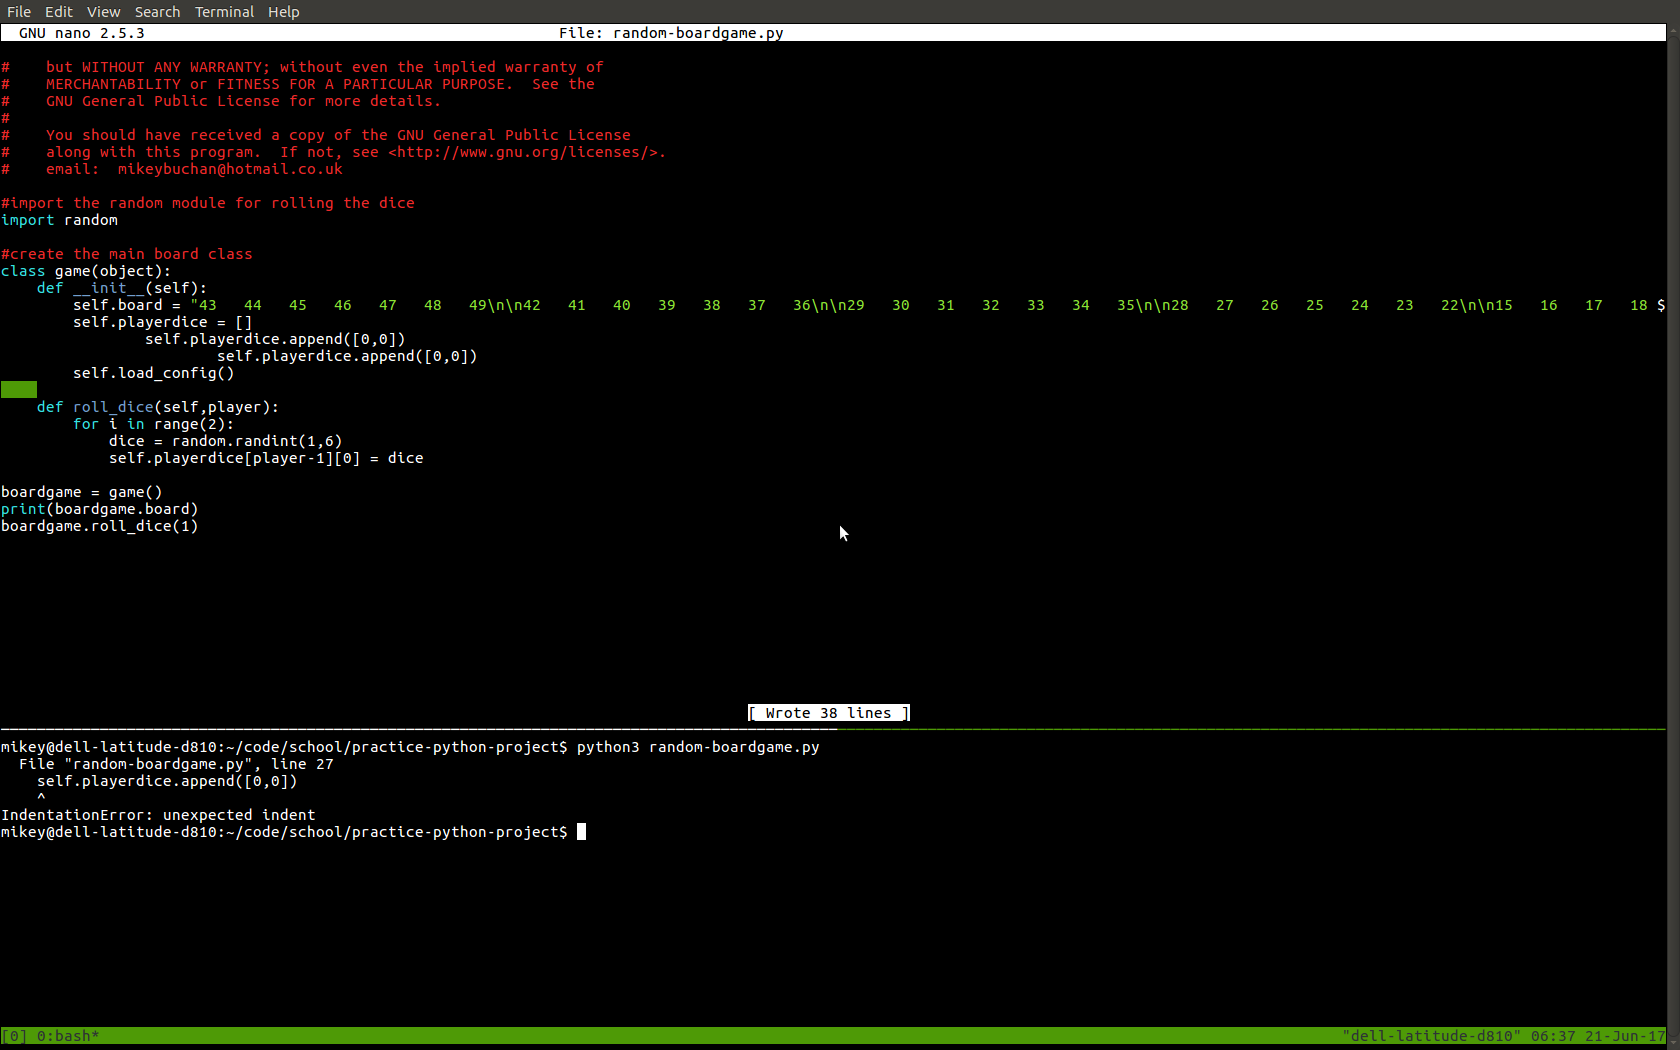 File Edit View Search Terminal Help
GNU nano 2.5.3 File: random-boardgame.py
#    but WITHOUT ANY WARRANTY; without even the implied warranty of
#    MERCHANTABILITY or FITNESS FOR A PARTICULAR PURPOSE.  See the
#    GNU General Public License for more details.
#
#    You should have received a copy of the GNU General Public License
#    along with this program.  If not, see <http://www.gnu.org/licenses/>.
#    email:  mikeybuchan@hotmail.co.uk
#import the random module for rolling the dice
import random
#create the main board class
class game(object):
    def __init__(self):
        self.board = "43   44   45   46   47   48   49\n\n42   41   40   39   38   37   36\n\n29   30   31   32   33   34   35\n\n28   27   26   25   24   23   22\n\n15   16   17   18 $
        self.playerdice = []
                self.playerdice.append([0,0])
                        self.playerdice.append([0,0])
        self.load_config()
    def roll_dice(self,player):
        for i in range(2):
            dice = random.randint(1,6)
            self.playerdice[player-1][0] = dice
boardgame = game()
print(boardgame.board)
boardgame.roll_dice(1)
[ Wrote 38 lines ]
mikey@dell-latitude-d810:~/code/school/practice-python-project$ python3 random-boardgame.py
  File "random-boardgame.py", line 27
    self.playerdice.append([0,0])
    ^
IndentationError: unexpected indent
mikey@dell-latitude-d810:~/code/school/practice-python-project$
[0] 0:bash* "dell-latitude-d810" 06:37 21-Jun-17